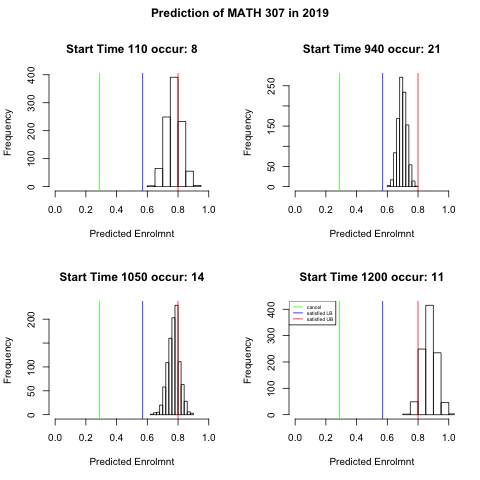 Prediction of MATH 307 in 2019
Start Time 110 occur: 8
Frequency
0 100 200 300 400
0.0 0.2 0.4 0.6 0.8 1.0
Predicted Enrolmnt
Start Time 940 occur: 21
Frequency
0 50 150 250
0.0 0.2 0.4 0.6 0.8 1.0
Predicted Enrolmnt
Start Time 1050 occur: 14
Frequency
0 50 100 200
0.0 0.2 0.4 0.6 0.8 1.0
Predicted Enrolmnt
Start Time 1200 occur: 11
cancel
satisfied LB
satisfied UB
Frequency
0 100 200 300 400
0.0 0.2 0.4 0.6 0.8 1.0
Predicted Enrolmnt